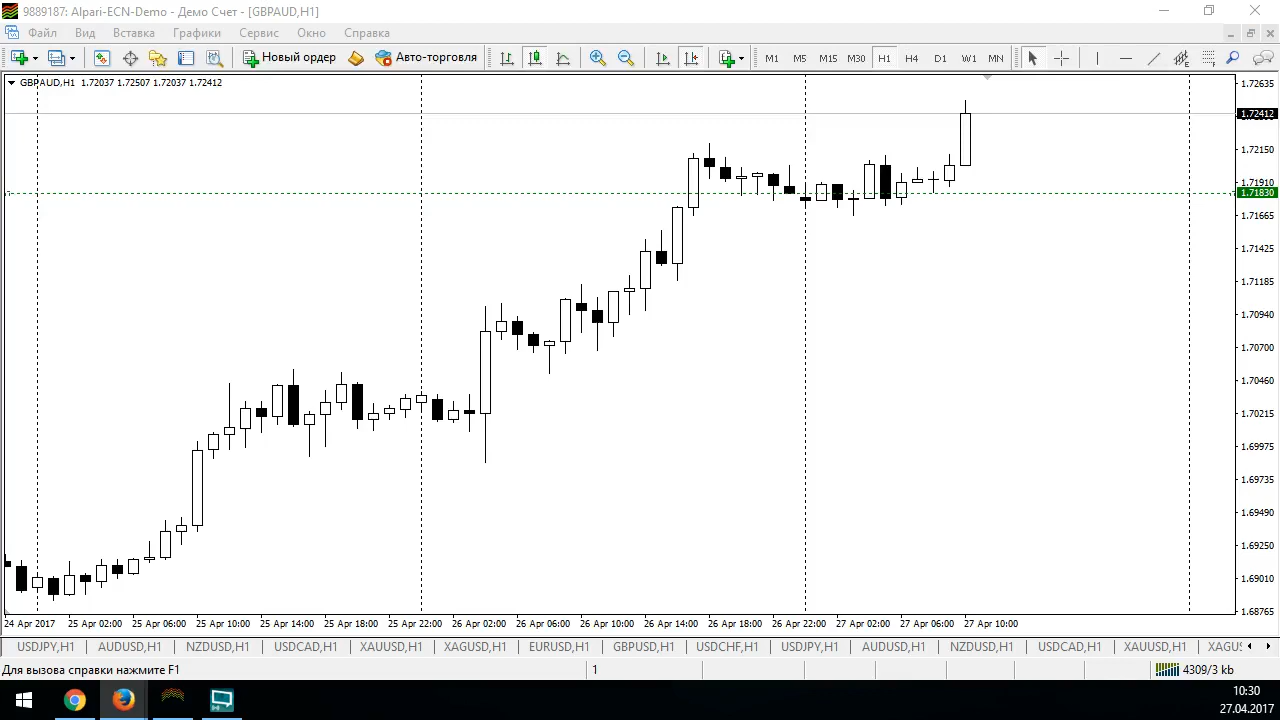 9889187: Alpari-ECN-Demo - Демо Счет - [GBPAUD,H1]
Файл Вид Вставка Графики Сервис Окно Справка
Новый ордер Авто-торговля M1 M5 M15 M30 H1 H4 D1 W1 MN
GBPAUD,H1 1.72037 1.72507 1.72037 1.72412
1.72635
1.72412
1.72150
1.71910
1.71830
1.71665
1.71425
1.71185
1.70940
1.70700
1.70460
1.70215
1.69975
1.69735
1.69490
1.69250
1.69010
1.68765
24 Apr 2017 25 Apr 02:00 25 Apr 06:00 25 Apr 10:00 25 Apr 14:00 25 Apr 18:00 25 Apr 22:00 26 Apr 02:00 26 Apr 06:00 26 Apr 10:00 26 Apr 14:00 26 Apr 18:00 26 Apr 22:00 27 Apr 02:00 27 Apr 06:00 27 Apr 10:00
USDJPY,H1 AUDUSD,H1 NZDUSD,H1 USDCAD,H1 XAUUSD,H1 XAGUSD,H1 EURUSD,H1 GBPUSD,H1 USDCHF,H1 USDJPY,H1 AUDUSD,H1 NZDUSD,H1 USDCAD,H1 XAUUSD,H1 XAGUS
Для вызова справки нажмите F1 1 4309/3 kb
10:30
27.04.2017